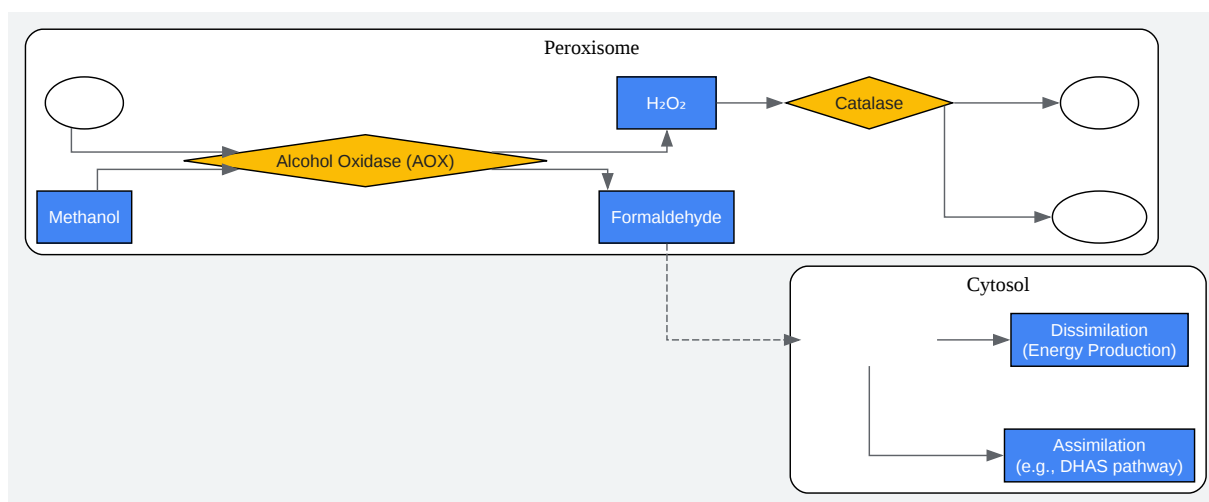 Peroxisome
H₂O₂
Catalase
Alcohol Oxidase (AOX)
Methanol
Formaldehyde
Cytosol
Dissimilation
(Energy Production)
Assimilation
(e.g., DHAS pathway)